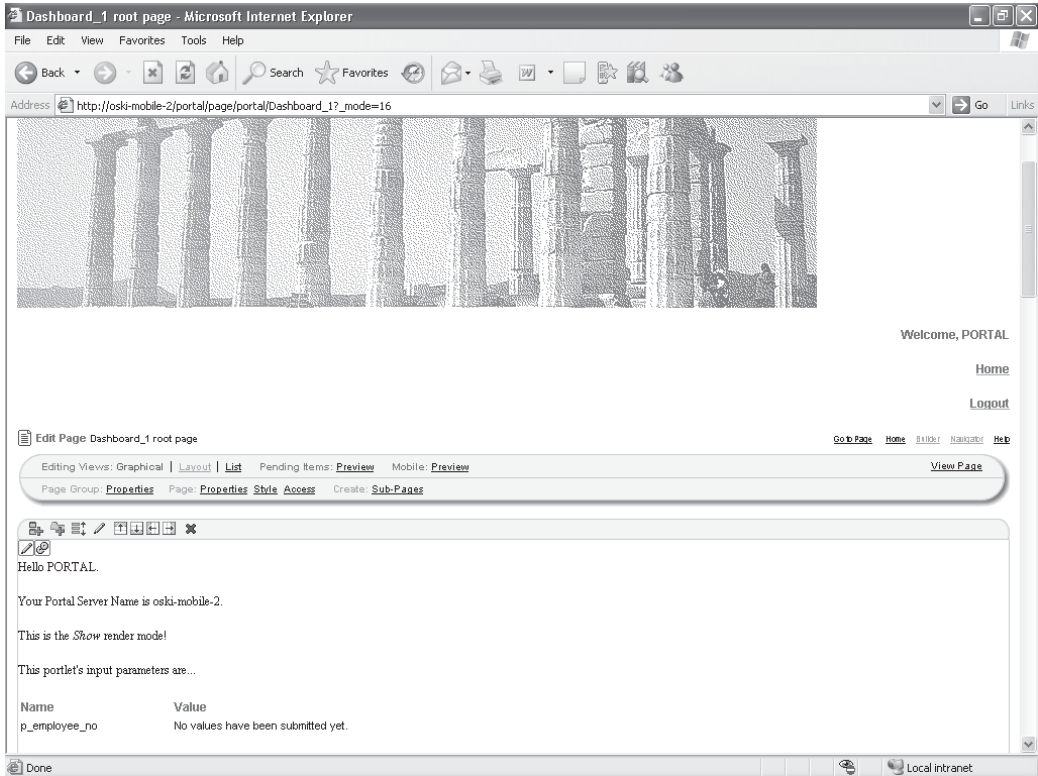 Dashboard_1 root page - Microsoft Internet Explorer
File Edit View Favorites Tools Help
Back Search Favorites
Address http://oski-mobile-2/portal/page/portal/Dashboard_1?_mode=16 Go Links
Welcome, PORTAL
Home
Logout
Edit Page Dashboard_1 root page Go to Page Home Builder Navigator Help
Editing Views: Graphical | Layout | List Pending Items: Preview Mobile: Preview View Page
Page Group: Properties Page: Properties Style Access Create: Sub-Pages
Hello PORTAL.
Your Portal Server Name is oski-mobile-2.
This is the Show render mode!
This portlet's input parameters are...
Name Value
p_employee_no No values have been submitted yet.
Done Local intranet